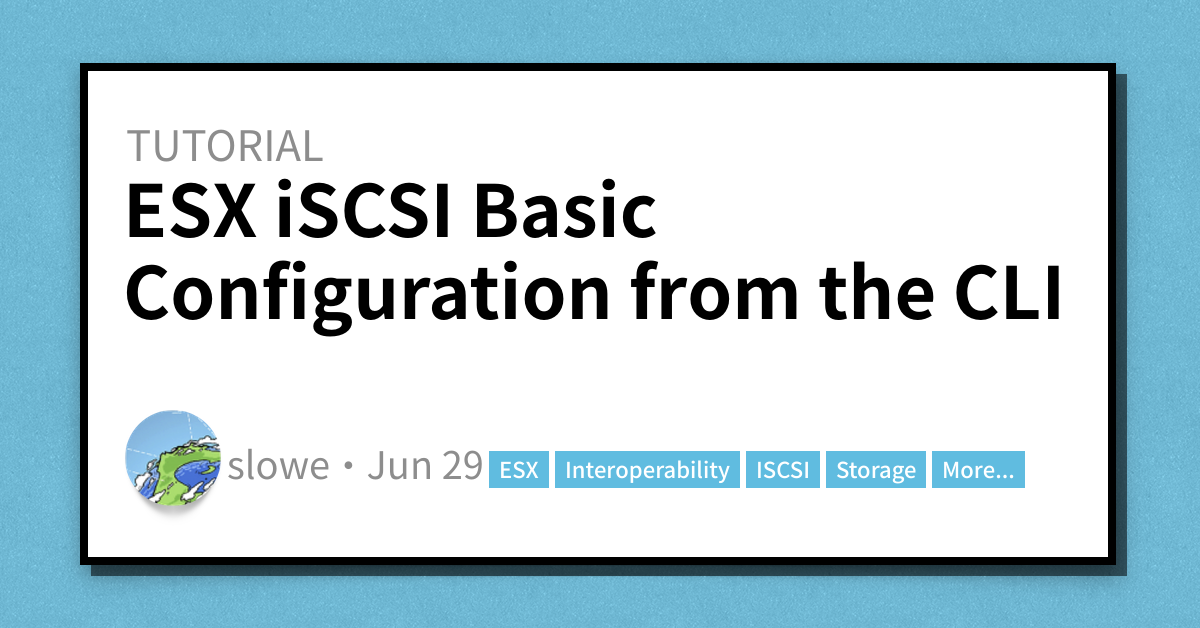 TUTORIAL
ESX iSCSI Basic
Configuration from the CLI
slowe • Jun 29 ESX Interoperability ISCSI Storage More...